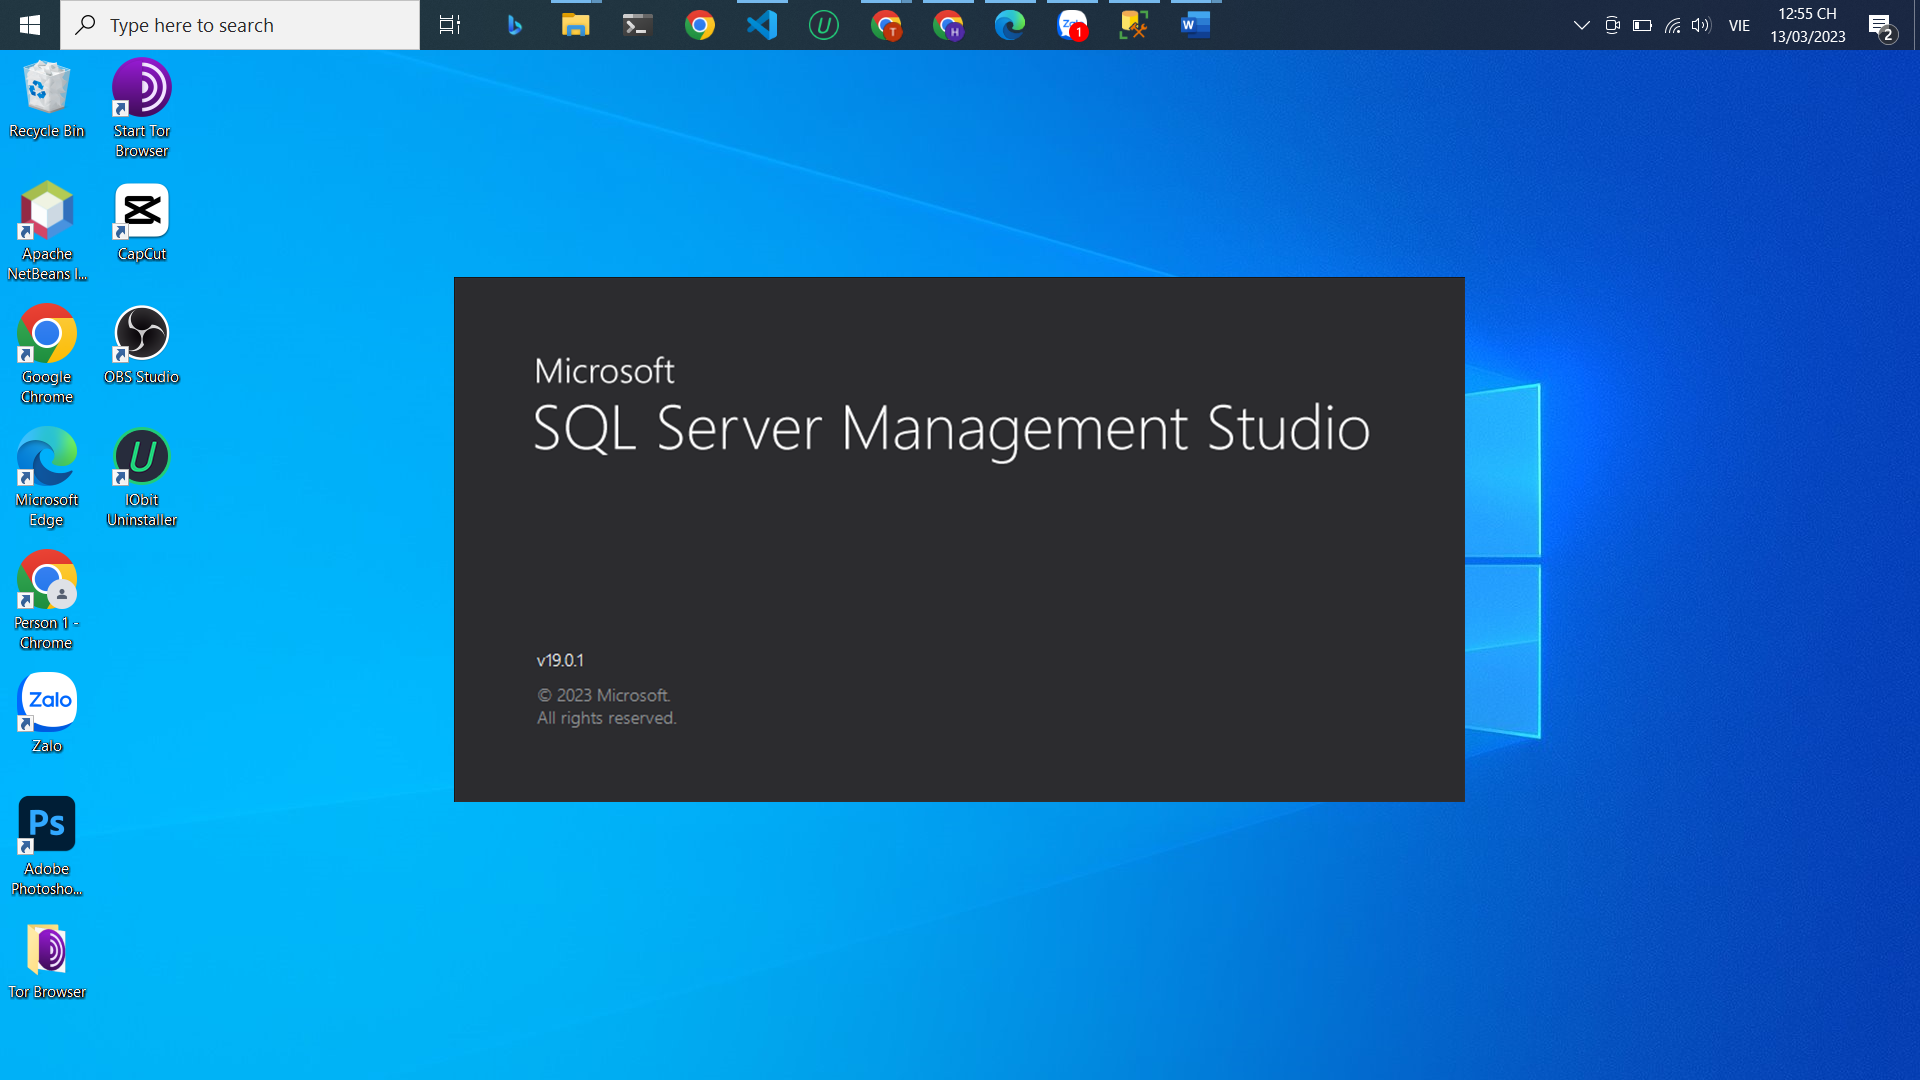 Type here to search
VIE
12:55 CH
13/03/2023
2
T
H
Zalo
1
W
Recycle Bin
Start Tor
Browser
Apache
NetBeans I...
CapCut
Google
Chrome
OBS Studio
Microsoft
Edge
IObit
Uninstaller
Person 1 -
Chrome
Zalo
Zalo
Ps
Adobe
Photosho...
Tor Browser
Microsoft
SQL Server Management Studio
v19.0.1
© 2023 Microsoft.
All rights reserved.